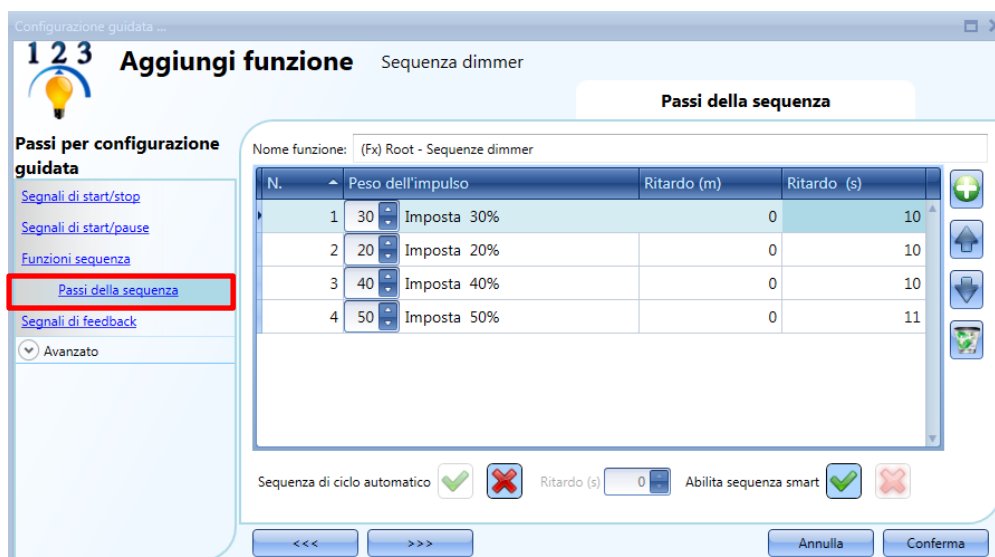 Configurazione guidata ...
1 2 3
Aggiungi funzione Sequenza dimmer
Passi della sequenza
Passi per configurazione
guidata
Segnali di start/stop
Segnali di start/pause
Funzioni sequenza
Passi della sequenza
Segnali di feedback
Avanzato
Nome funzione: (Fx) Root - Sequenze dimmer
N. Peso dell'impulso Ritardo (m) Ritardo (s)
1 30 Imposta 30% 0 10
2 20 Imposta 20% 0 10
3 40 Imposta 40% 0 10
4 50 Imposta 50% 0 11
Sequenza di ciclo automatico Ritardo (s) 0 Abilita sequenza smart
<<< >>> Annulla Conferma